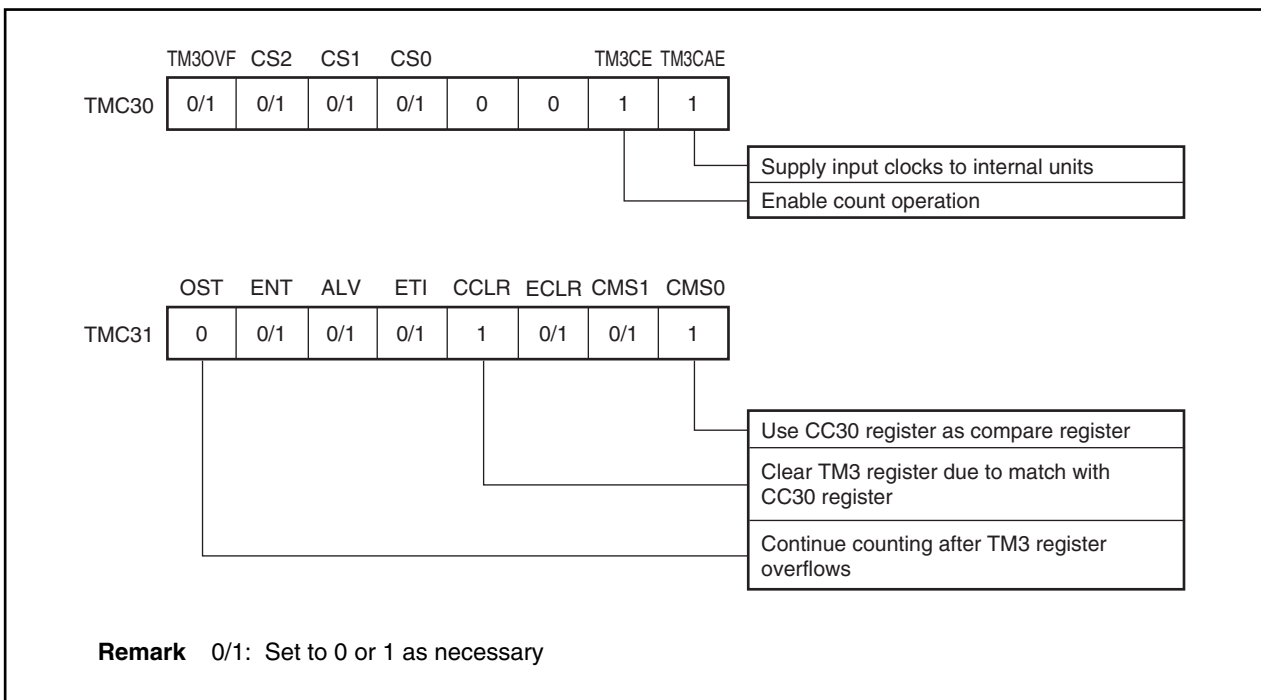 TM3OVF CS2 CS1 CS0 TM3CE TM3CAE
TMC30 0/1 0/1 0/1 0/1 0 0 1 1
Supply input clocks to internal units
Enable count operation
OST ENT ALV ETI CCLR ECLR CMS1 CMS0
TMC31 0 0/1 0/1 0/1 1 0/1 0/1 1
Use CC30 register as compare register
Clear TM3 register due to match with
CC30 register
Continue counting after TM3 register
overflows
Remark 0/1: Set to 0 or 1 as necessary